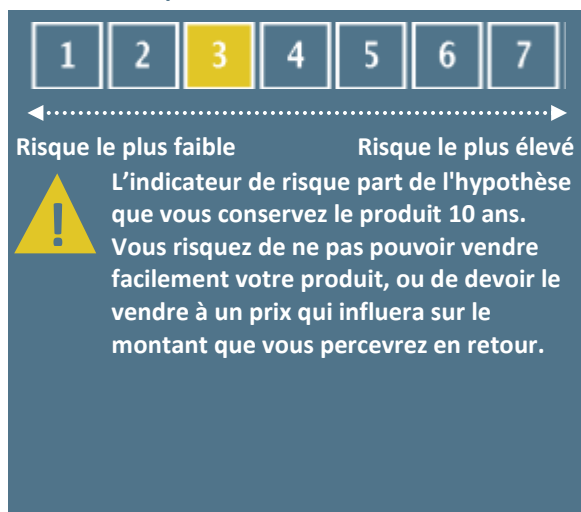 1 2 3 4 5 6 7
Risque le plus faible Risque le plus élevé
!
L’indicateur de risque part de l'hypothèse
que vous conservez le produit 10 ans.
Vous risquez de ne pas pouvoir vendre
facilement votre produit, ou de devoir le
vendre à un prix qui influera sur le
montant que vous percevrez en retour.